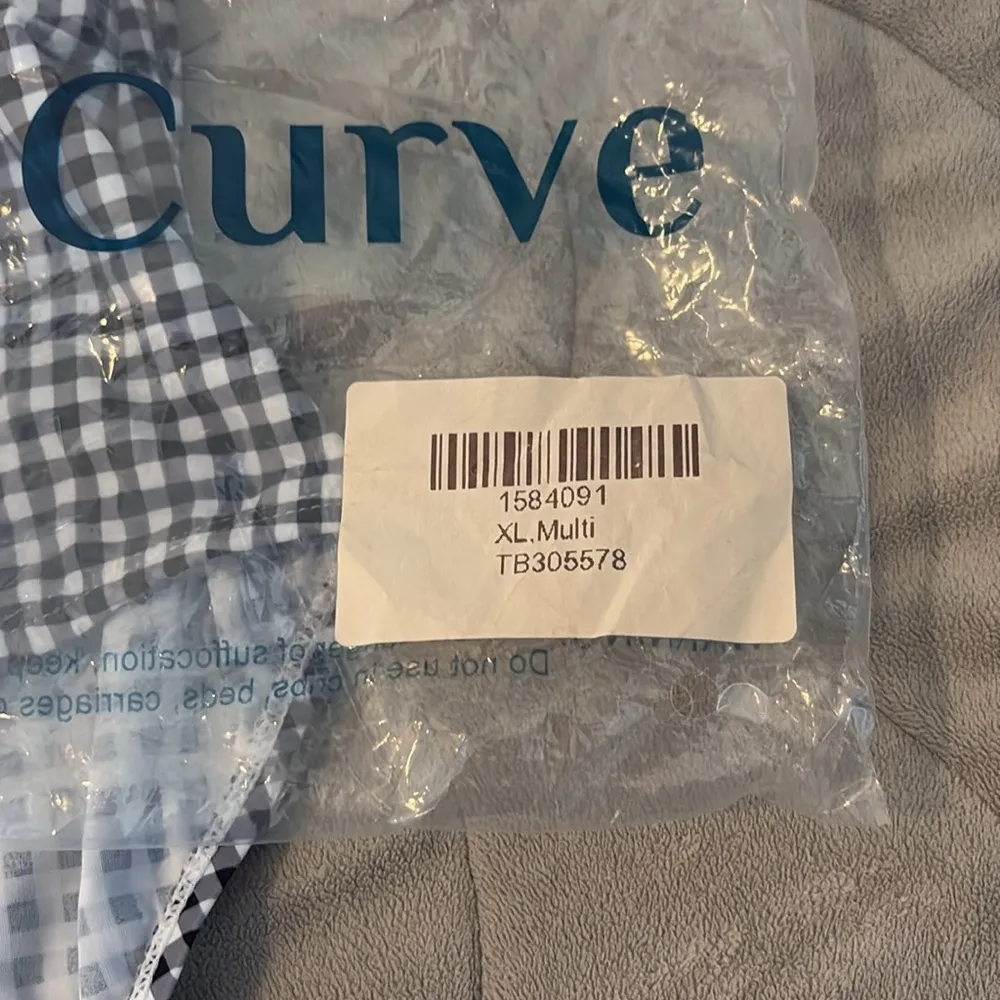 Curve
1584091
XL,Multi
TB305578
of suffocation, keep
Do not use in cribs, beds, carriages